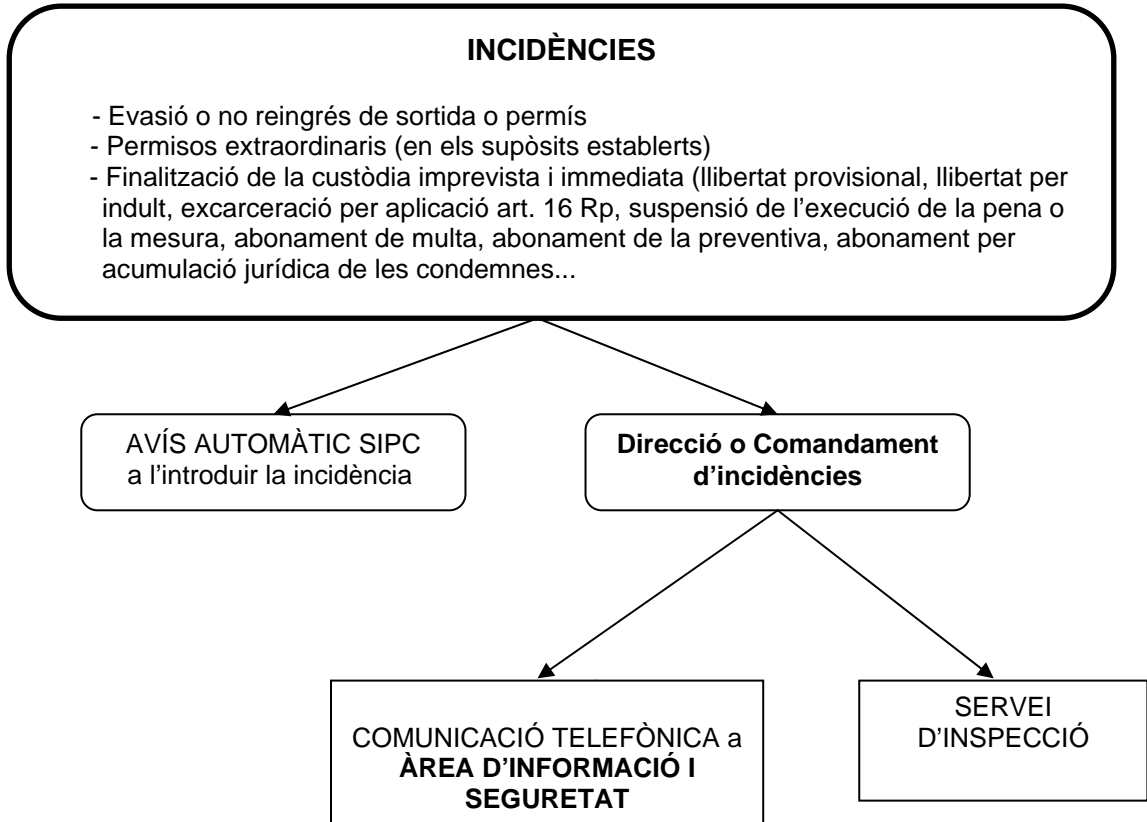 INCIDÈNCIES
- Evasió o no reingrés de sortida o permís
- Permisos extraordinaris (en els supòsits establerts)
- Finalització de la custòdia imprevista i immediata (llibertat provisional, llibertat per
indult, excarceració per aplicació art. 16 Rp, suspensió de l’execució de la pena o
la mesura, abonament de multa, abonament de la preventiva, abonament per
acumulació jurídica de les condemnes...
AVÍS AUTOMÀTIC SIPC
a l’introduir la incidència
Direcció o Comandament
d’incidències
COMUNICACIÓ TELEFÒNICA a
ÀREA D’INFORMACIÓ I
SEGURETAT
SERVEI
D’INSPECCIÓ